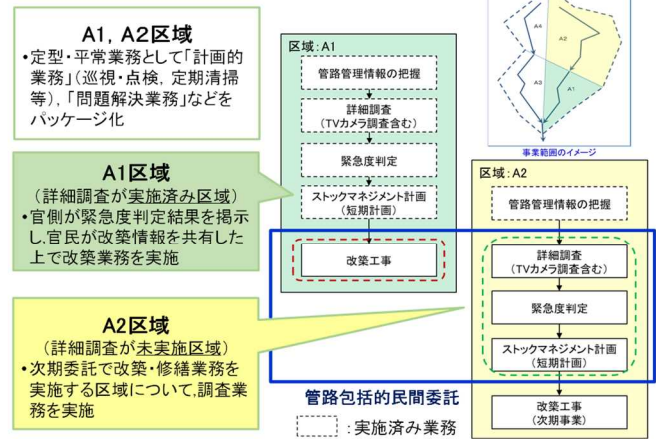 A1, A2区域
•定型・平常業務として｢計画的
業務｣(巡視・点検, 定期清掃
等),｢問題解決業務｣などを
パッケージ化
A1区域
(詳細調査が実施済み区域)
•官側が緊急度判定結果を掲示
し,官民が改築情報を共有した
上で改築業務を実施
A2区域
(詳細調査が未実施区域)
•次期委託で改築・修繕業務を
実施する区域について,調査業
務を実施
区域:A1
管路管理情報の把握
詳細調査
(TVカメラ調査含む)
緊急度判定
ストックマネジメント計画
(短期計画)
改築工事
A4
A2
A3
A1
事業範囲のイメージ
区域:A2
管路管理情報の把握
詳細調査
(TVカメラ調査含む)
緊急度判定
ストックマネジメント計画
(短期計画)
改築工事
(次期事業)
管路包括的民間委託
:実施済み業務